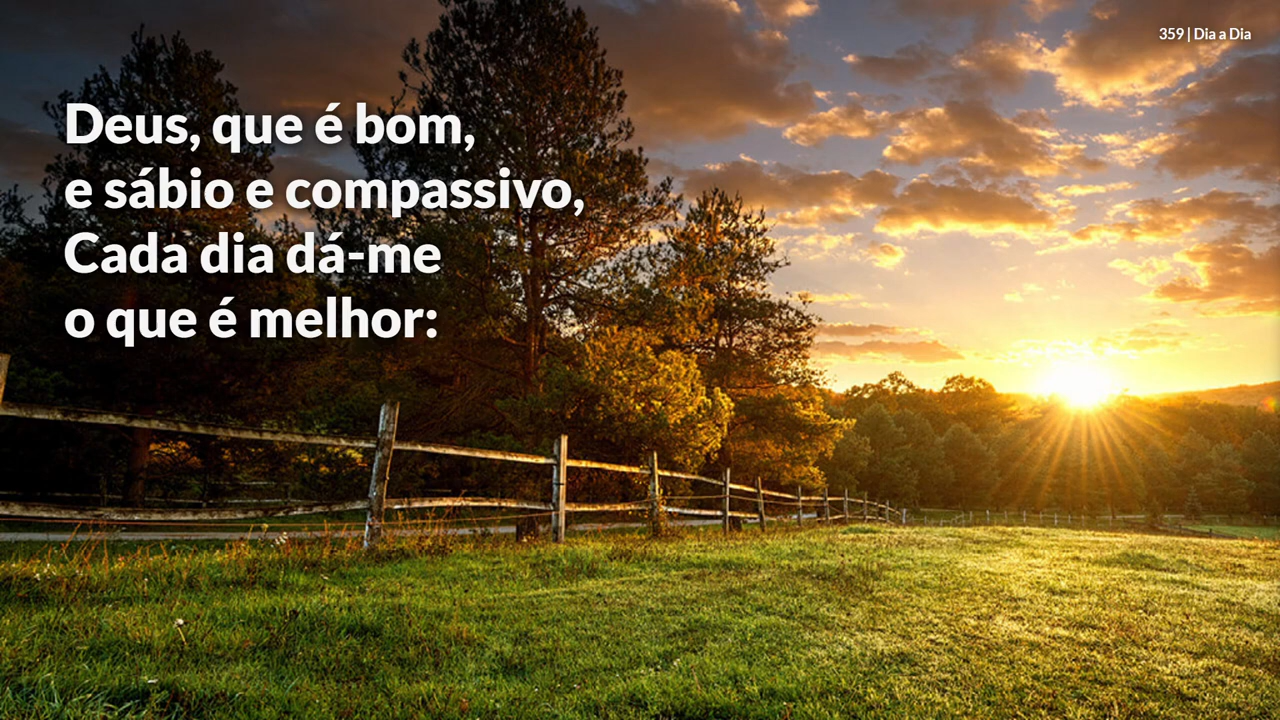 359 | Dia a Dia
Deus, que é bom,
e sábio e compassivo,
Cada dia dá-me
o que é melhor: